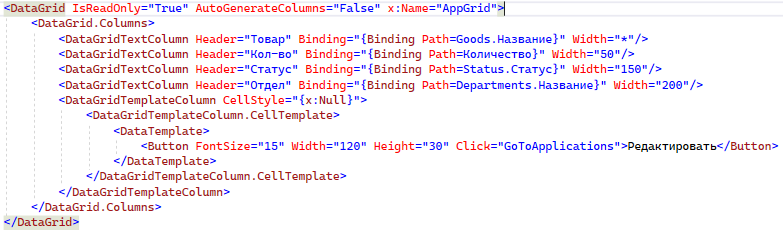 <DataGrid IsReadOnly="True" AutoGenerateColumns="False" x:Name="AppGrid">
<DataGrid.Columns>
<DataGridTextColumn Header="Товар" Binding="{Binding Path=Goods.Название}" Width="*"/>
<DataGridTextColumn Header="Кол-во" Binding="{Binding Path=Количество}" Width="50"/>
<DataGridTextColumn Header="Статус" Binding="{Binding Path=Status.Статус}" Width="150"/>
<DataGridTextColumn Header="Отдел" Binding="{Binding Path=Departments.Название}" Width="200"/>
<DataGridTemplateColumn CellStyle="{x:Null}">
<DataGridTemplateColumn.CellTemplate>
<DataTemplate>
<Button FontSize="15" Width="120" Height="30" Click="GoToApplications">Редактировать</Button>
</DataTemplate>
</DataGridTemplateColumn.CellTemplate>
</DataGridTemplateColumn>
</DataGrid.Columns>
</DataGrid>